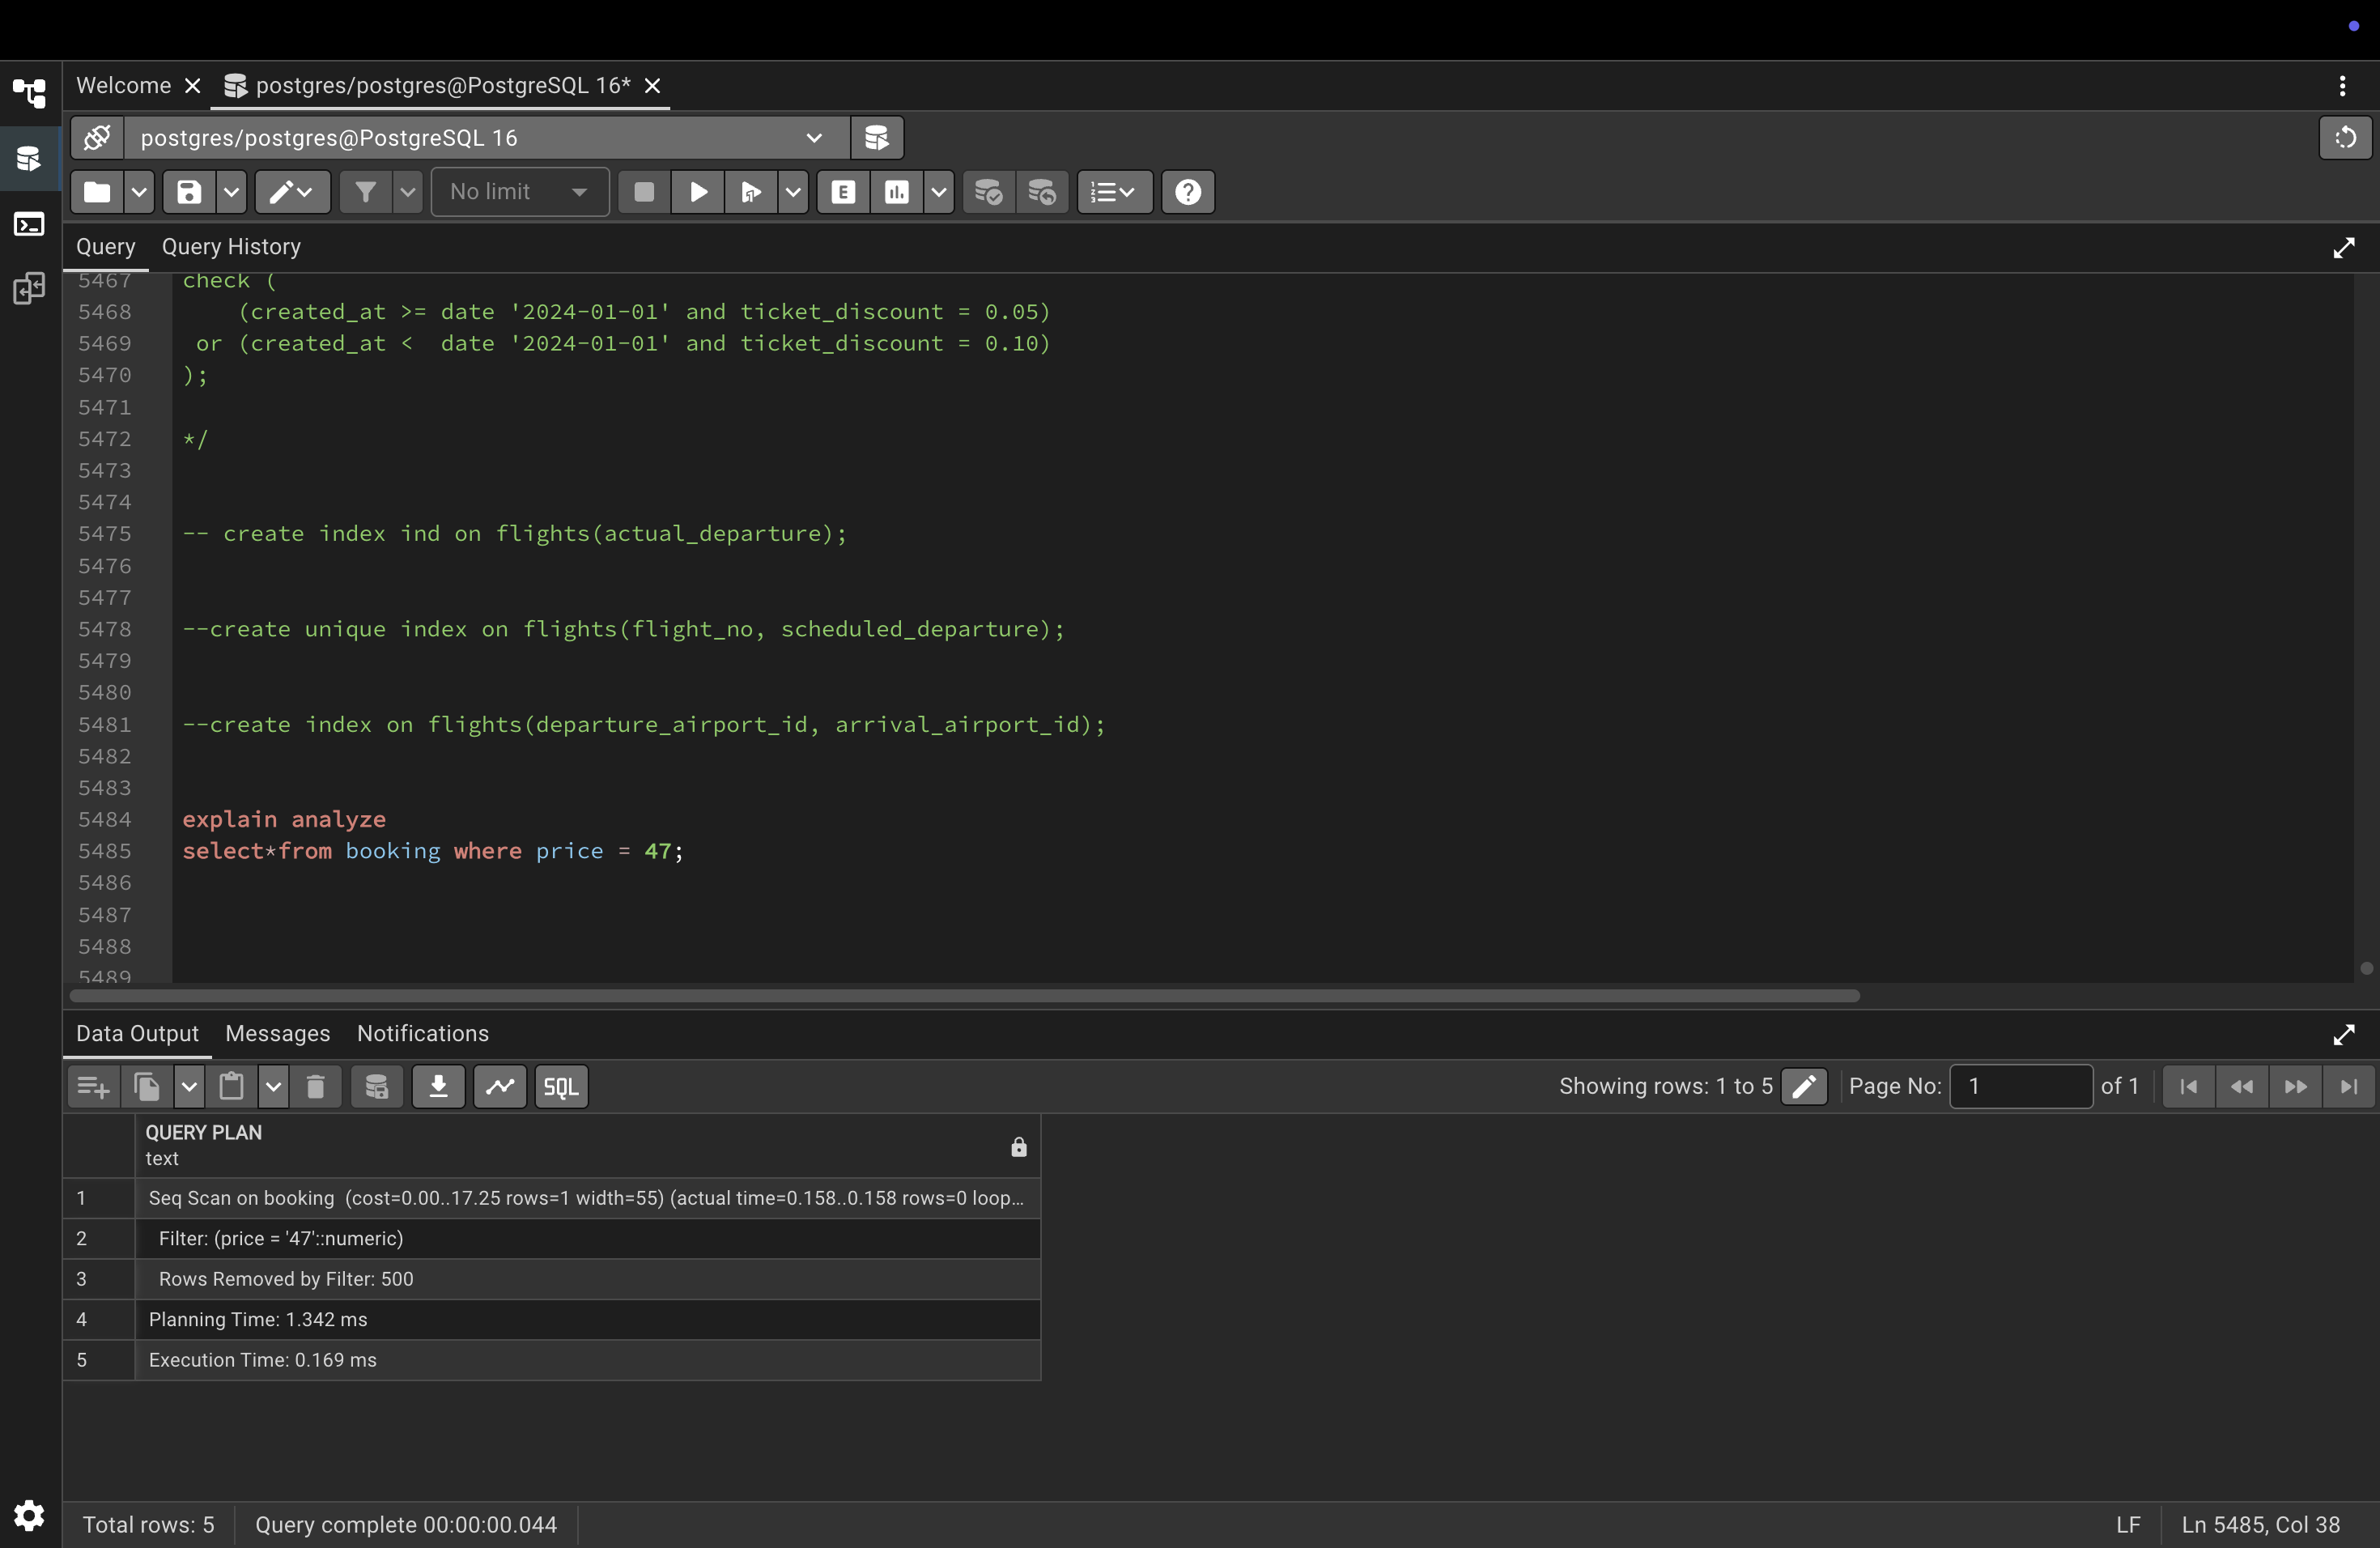 Welcome
postgres/postgres@PostgreSQL 16*
postgres/postgres@PostgreSQL 16
No limit
E
Query Query History
5467 check (
5468 (created_at >= date '2024-01-01' and ticket_discount = 0.05)
5469 or (created_at < date '2024-01-01' and ticket_discount = 0.10)
5470 );
5471
5472 */
5473
5474
5475 -- create index ind on flights(actual_departure);
5476
5477
5478 --create unique index on flights(flight_no, scheduled_departure);
5479
5480
5481 --create index on flights(departure_airport_id, arrival_airport_id);
5482
5483
5484 explain analyze
5485 select*from booking where price = 47;
5486
5487
5488
5489
Data Output Messages Notifications
SQL Showing rows: 1 to 5 Page No: 1 of 1
QUERY PLAN
text
1 Seq Scan on booking (cost=0.00..17.25 rows=1 width=55) (actual time=0.158..0.158 rows=0 loop...
2 Filter: (price = '47'::numeric)
3 Rows Removed by Filter: 500
4 Planning Time: 1.342 ms
5 Execution Time: 0.169 ms
Total rows: 5 Query complete 00:00:00.044 LF Ln 5485, Col 38